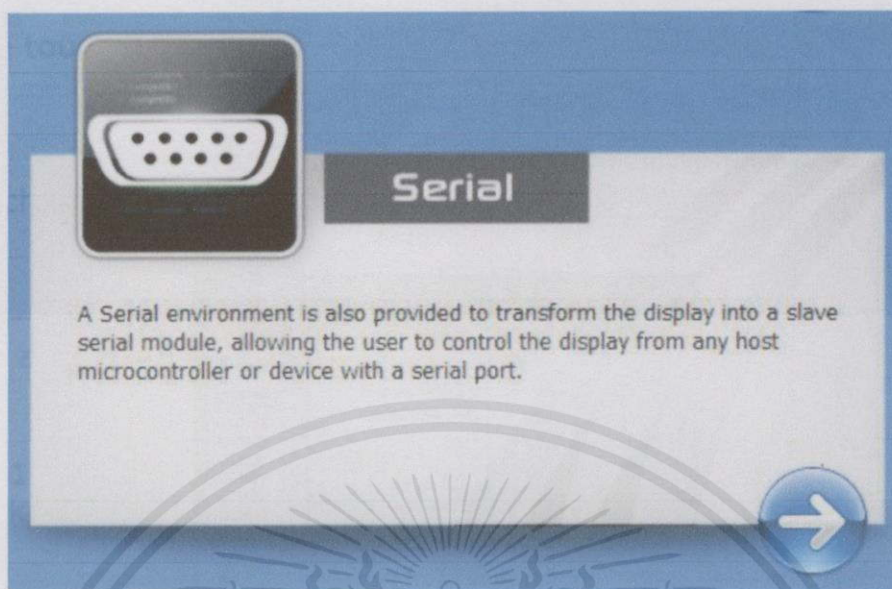 Serial
A Serial environment is also provided to transform the display into a slave
serial module, allowing the user to control the display from any host
microcontroller or device with a serial port.